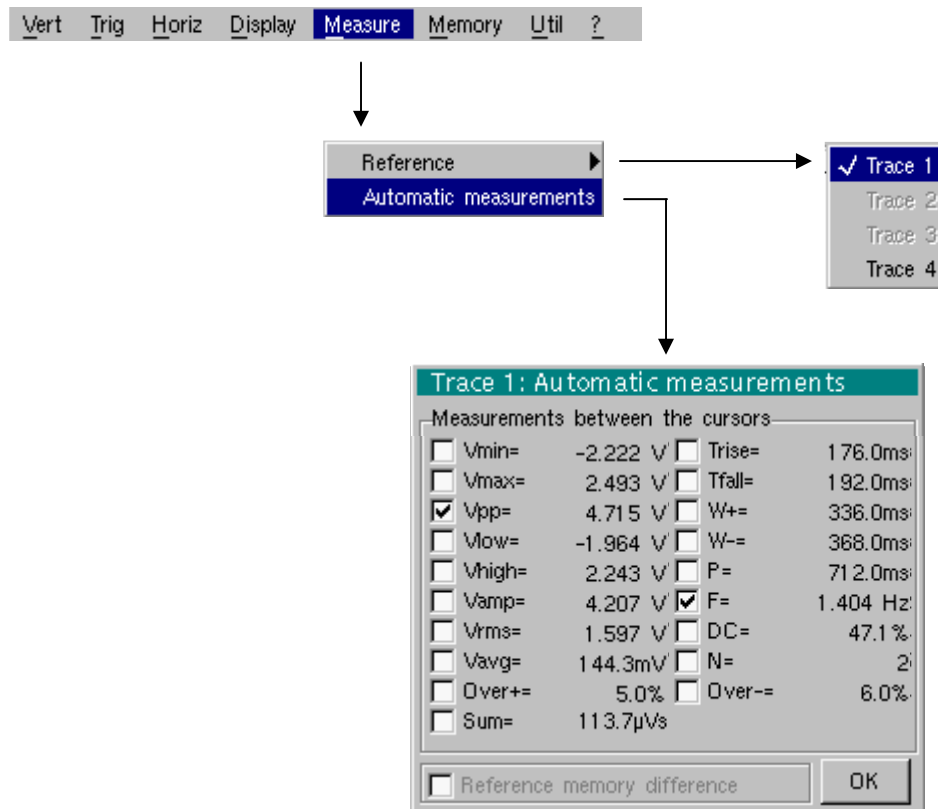 Vert Trig Horiz Display Measure Memory Util ?
Reference
Automatic measurements
Trace 1
Trace 2
Trace 3
Trace 4
Trace 1: Automatic measurements
Measurements between the cursors
Vmin= -2.222 V Trise= 176.0ms
Vmax= 2.493 V Tfall= 192.0ms
Vpp= 4.715 V W+= 336.0ms
Vlow= -1.964 V W-= 368.0ms
Vhigh= 2.243 V P= 712.0ms
Vamp= 4.207 V F= 1.404 Hz
Vrms= 1.597 V DC= 47.1%
Vavg= 144.3mV N= 2
Over+= 5.0% Over-= 6.0%
Sum= 113.7µVs
Reference memory difference OK